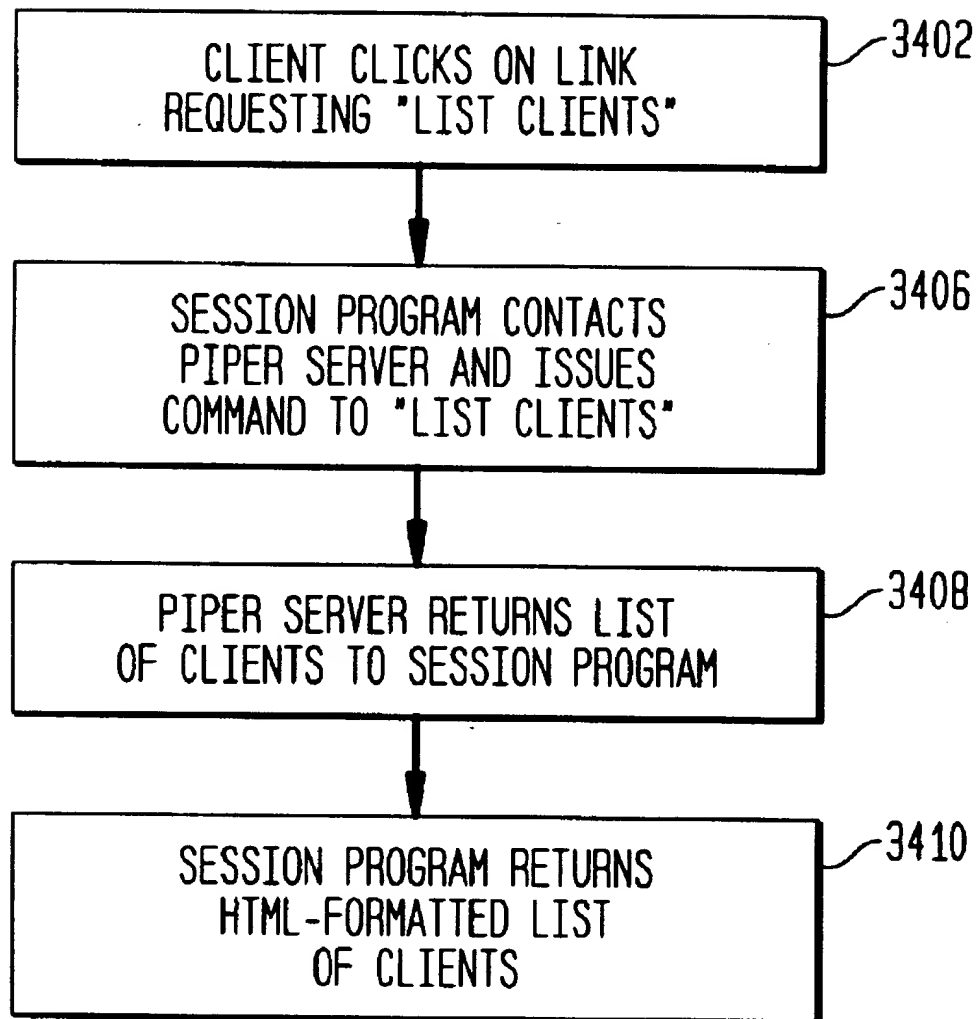 CLIENT CLICKS ON LINK
REQUESTING "LIST CLIENTS"
3402
SESSION PROGRAM CONTACTS
PIPER SERVER AND ISSUES
COMMAND TO "LIST CLIENTS"
3406
PIPER SERVER RETURNS LIST
OF CLIENTS TO SESSION PROGRAM
3408
SESSION PROGRAM RETURNS
HTML-FORMATTED LIST
OF CLIENTS
3410